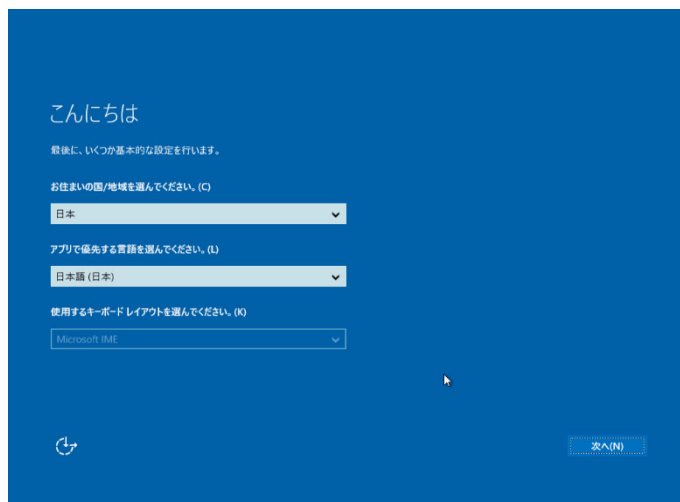 こんにちは
最後に、いくつか基本的な設定を行います。
お住まいの国/地域を選んでください。(C)
日本
アプリで優先する言語を選んでください。(L)
日本語 (日本)
使用するキーボード レイアウトを選んでください。(K)
Microsoft IME
次へ(N)